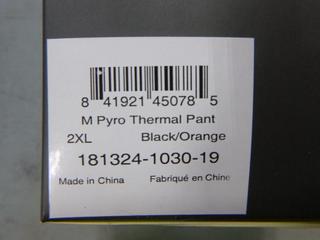 8 41921 45078 5
M Pyro Thermal Pant
2XL Black/Orange
181324-1030-19
Made in China Fabriqué en Chine